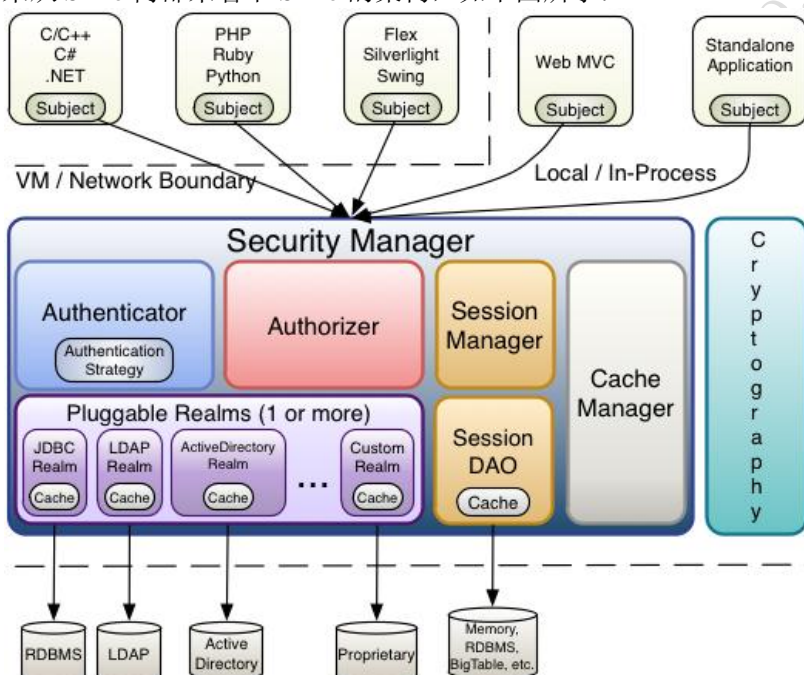 C/C++
C#
.NET
Subject
PHP
Ruby
Python
Subject
Flex
Silverlight
Swing
Subject
Web MVC
Subject
Standalone
Application
Subject
VM / Network Boundary
Local / In-Process
Security Manager
Authenticator
Authentication
Strategy
Authorizer
Session
Manager
Cache
Manager
Pluggable Realms (1 or more)
JDBC
Realm
Cache
LDAP
Realm
Cache
ActiveDirectory
Realm
Cache
...
Custom
Realm
Cache
Session
DAO
Cache
Cryptography
RDBMS
LDAP
Active
Directory
Proprietary
Memory,
RDBMS,
BigTable, etc.